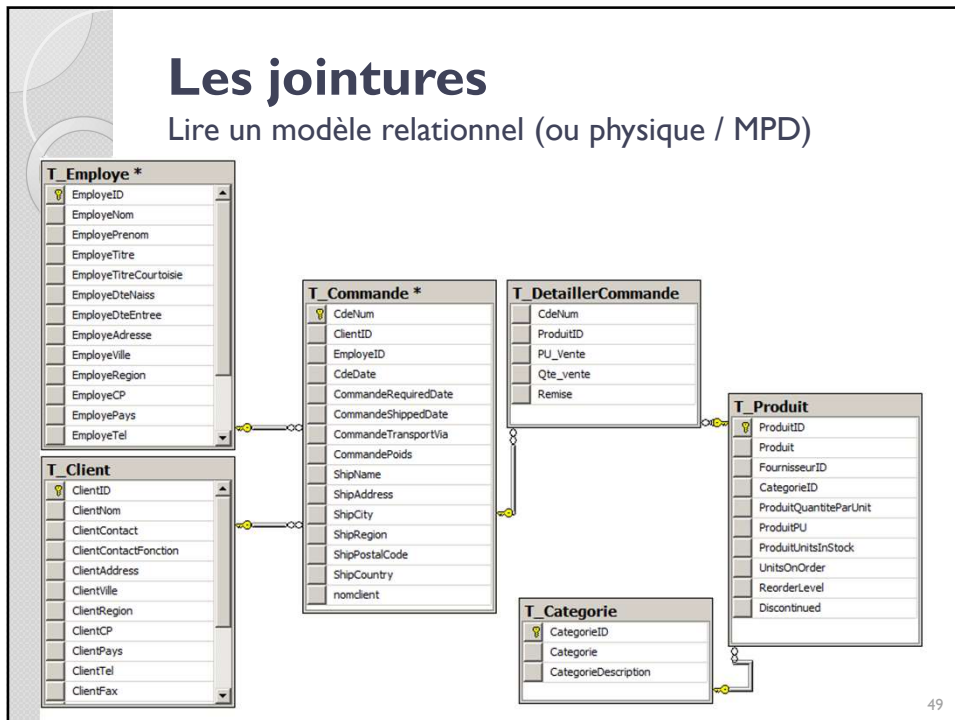 Les jointures
Lire un modèle relationnel (ou physique / MPD)
T_Employe *
EmployeID
EmployeNom
EmployePrenom
EmployeTitre
EmployeTitreCourtoisie
EmployeDteNaiss
EmployeDteEntree
EmployeAdresse
EmployeVille
EmployeRegion
EmployeCP
EmployePays
EmployeTel
T_Client
ClientID
ClientNom
ClientContact
ClientContactFonction
ClientAddress
ClientVille
ClientRegion
ClientCP
ClientPays
ClientTel
ClientFax
T_Commande *
CdeNum
ClientID
EmployeID
CdeDate
CommandeRequiredDate
CommandeShippedDate
CommandeTransportVia
CommandePoids
ShipName
ShipAddress
ShipCity
ShipRegion
ShipPostalCode
ShipCountry
nomclient
T_DetaillerCommande
CdeNum
ProduitID
PU_Vente
Qte_vente
Remise
T_Produit
ProduitID
Produit
FournisseurID
CategorieID
ProduitQuantiteParUnit
ProduitPU
ProduitUnitsInStock
UnitsOnOrder
ReorderLevel
Discontinued
T_Categorie
CategorieID
Categorie
CategorieDescription
49